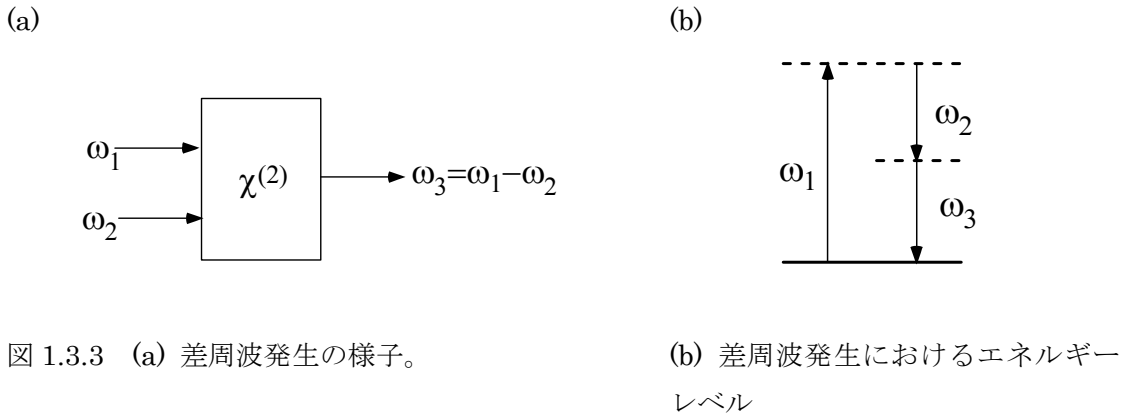 (a)
(b)
ω1
ω2
χ(2)
ω3=ω1−ω2
ω1
ω2
ω3
図 1.3.3 (a) 差周波発生の様子。
(b) 差周波発生におけるエネルギー
レベル